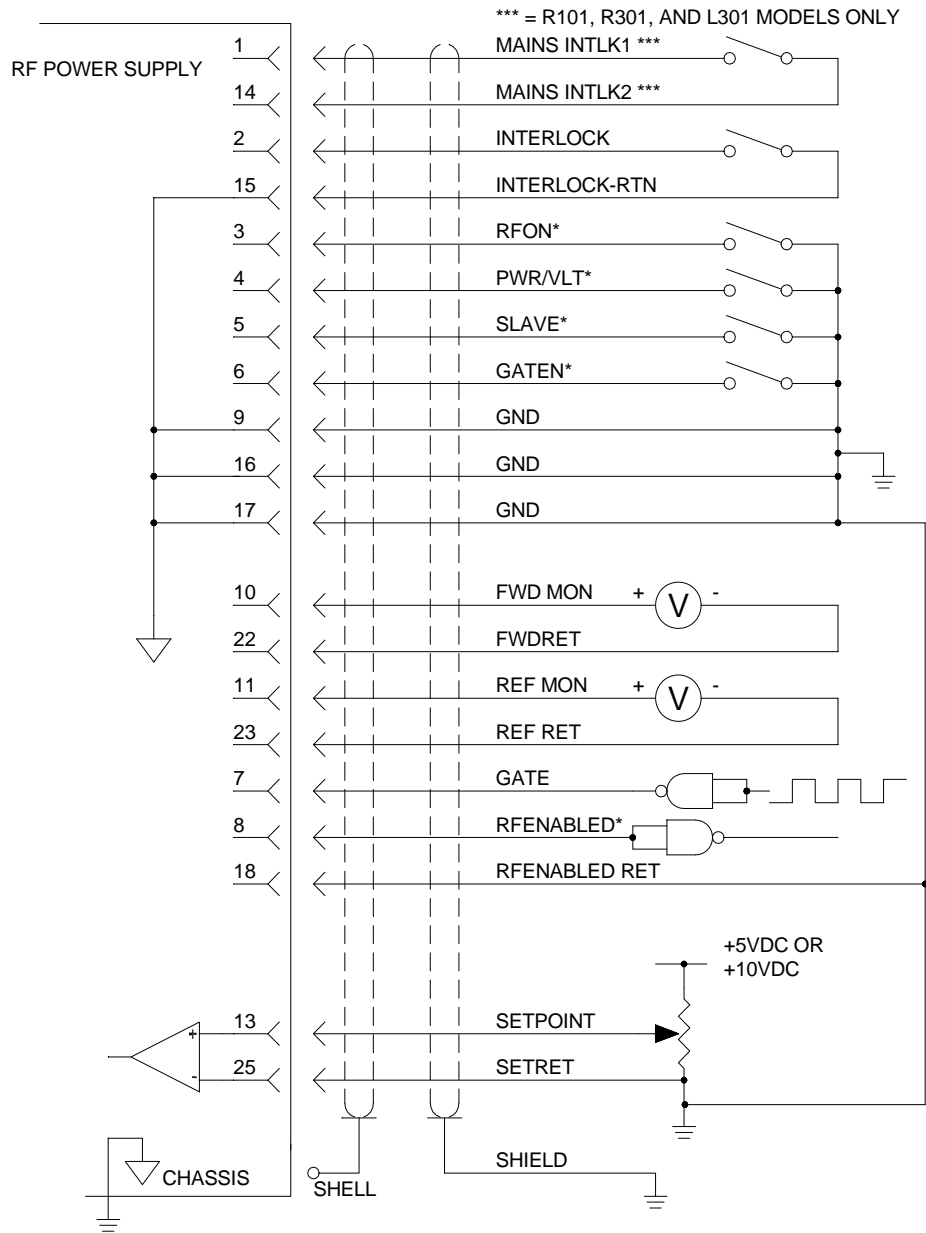 *** = R101, R301, AND L301 MODELS ONLY
RF POWER SUPPLY
1 MAINS INTLK1 ***
14 MAINS INTLK2 ***
2 INTERLOCK
15 INTERLOCK-RTN
3 RFON*
4 PWR/VLT*
5 SLAVE*
6 GATEN*
9 GND
16 GND
17 GND
10 FWD MON + V -
22 FWDRET
11 REF MON + V -
23 REF RET
7 GATE
8 RFENABLED*
18 RFENABLED RET
+5VDC OR
+10VDC
13 + SETPOINT
25 - SETRET
CHASSIS
SHELL
SHIELD